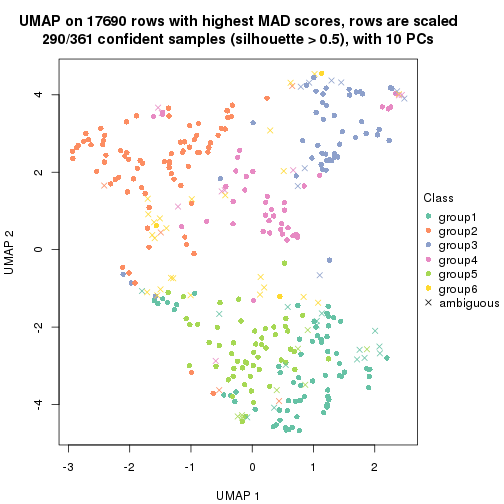 UMAP on 17690 rows with highest MAD scores, rows are scaled
290/361 confident samples (silhouette > 0.5), with 10 PCs
4
2
0
-2
-4
UMAP 2
-3
-2
-1
0
1
2
UMAP 1
Class
group1
group2
group3
group4
group5
group6
ambiguous